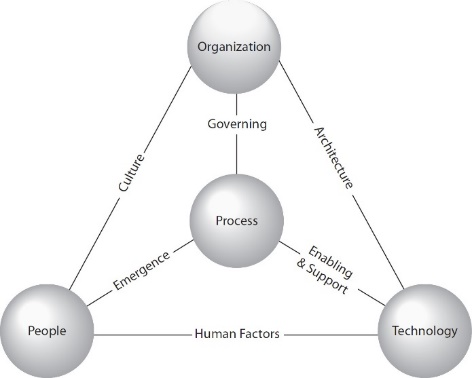 Organization
Governing
Culture
Architecture
Process
Emergence
Enabling
& Support
People
Human Factors
Technology